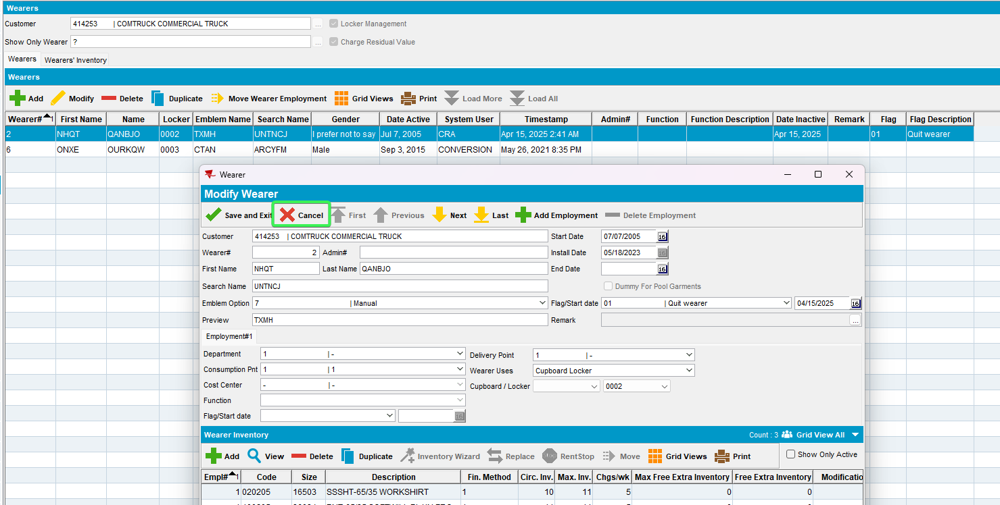 Wearers
Customer 414253 | COMTRUCK COMMERCIAL TRUCK ... Locker Management
Show Only Wearer ? ... Charge Residual Value
Wearers Wearers' Inventory
Wearers
Add Modify Delete Duplicate Move Wearer Employment Grid Views Print Load More Load All
Wearer# 1 First Name Name Locker Emblem Name Search Name Gender Date Active System User Timestamp Admin# Function Function Description Date Inactive Remark Flag Flag Description
2 NHQT QANBJO 0002 TXMH UNTNCJ I prefer not to say Jul 7, 2005 CRA Apr 15, 2025 2:41 AM Apr 15, 2025 01 Quit wearer
6 ONXE OURKQW 0003 CTAN ARCYFM Male Sep 3, 2015 CONVERSION May 26, 2021 8:35 PM
Wearer
Modify Wearer
Save and Exit Cancel First Previous Next Last Add Employment Delete Employment
Customer 414253 | COMTRUCK COMMERCIAL TRUCK Start Date 07/07/2005 16
Wearer# 2 Admin# Install Date 05/18/2023 16
First Name NHQT Last Name QANBJO End Date 16
Search Name UNTNCJ Dummy For Pool Garments
Emblem Option 7 | Manual Flag/Start date 01 | Quit wearer 04/15/2025 16
Preview TXMH Remark ...
Employment#1
Department 1 | - Delivery Point 1 | -
Consumption Pnt 1 | 1 Wearer Uses Cupboard Locker
Cost Center - | - Cupboard / Locker 0002
Function
Flag/Start date 16
Wearer Inventory Count : 3 Grid View All
Add View Delete Duplicate Inventory Wizard Replace RentStop Move Grid Views Print Show Only Active
Empl# 1 Code Size Description Fin. Method Circ. Inv. Max. Inv. Chgs/wk Max Free Extra Inventory Free Extra Inventory Modificatio
1 020205 16503 SSSHT-65/35 WORKSHIRT 1 10 11 5 0 0